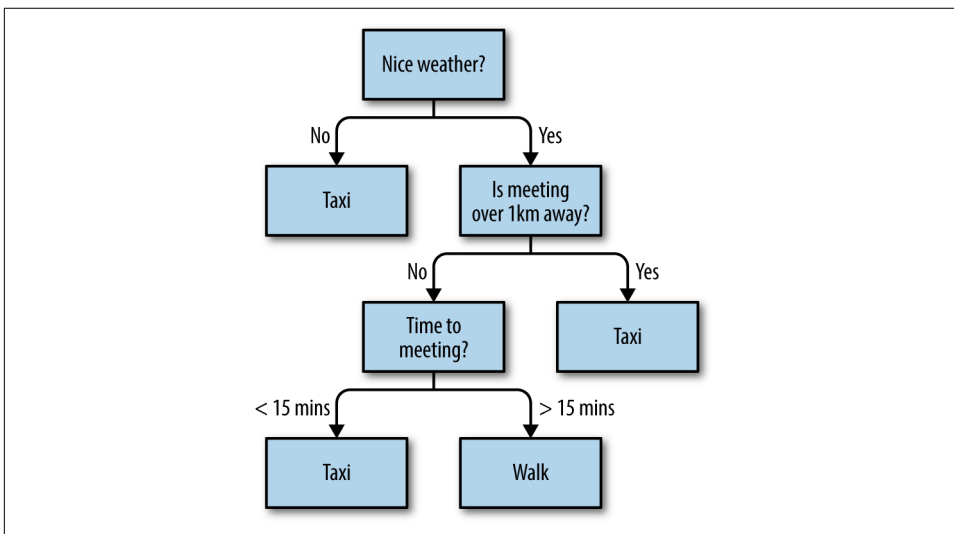 Nice weather?
No
Yes
Taxi
Is meeting
over 1km away?
No
Yes
Time to
meeting?
Taxi
< 15 mins
> 15 mins
Taxi
Walk